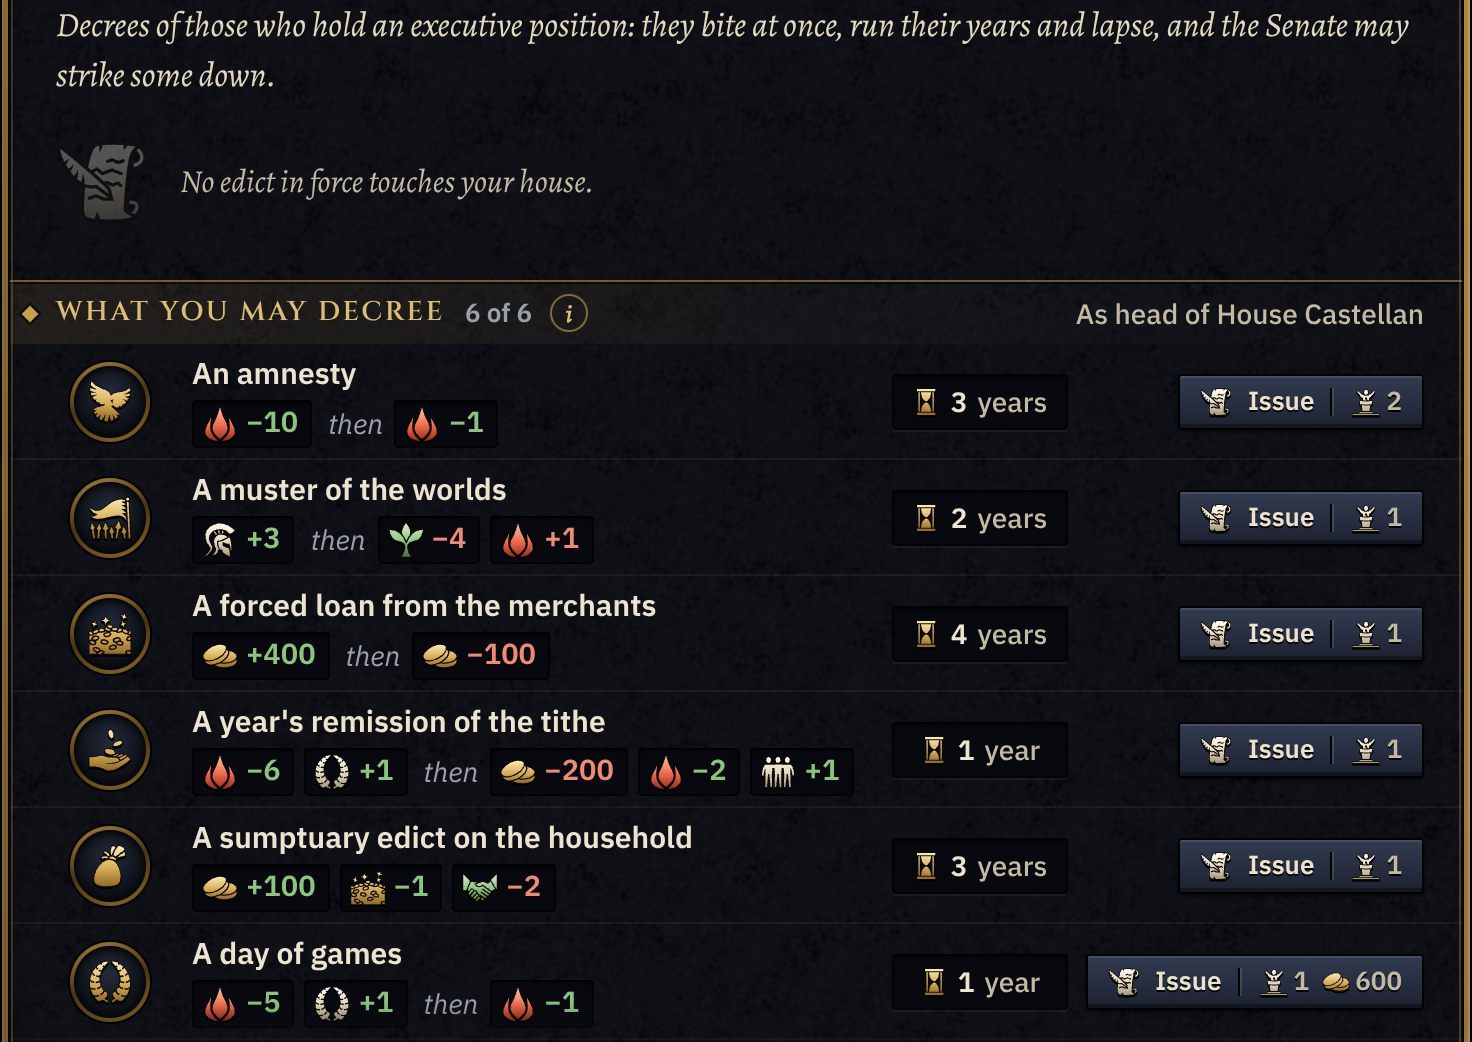 Decrees of those who hold an executive position: they bite at once, run their years and lapse, and the Senate may
strike some down.
No edict in force touches your house.
WHAT YOU MAY DECREE 6 of 6 i As head of House Castellan
An amnesty
−10 then −1 3 years Issue 2
A muster of the worlds
+3 then −4 +1 2 years Issue 1
A forced loan from the merchants
+400 then −100 4 years Issue 1
A year's remission of the tithe
−6 +1 then −200 −2 +1 1 year Issue 1
A sumptuary edict on the household
+100 −1 −2 3 years Issue 1
A day of games
−5 +1 then −1 1 year Issue 1 600